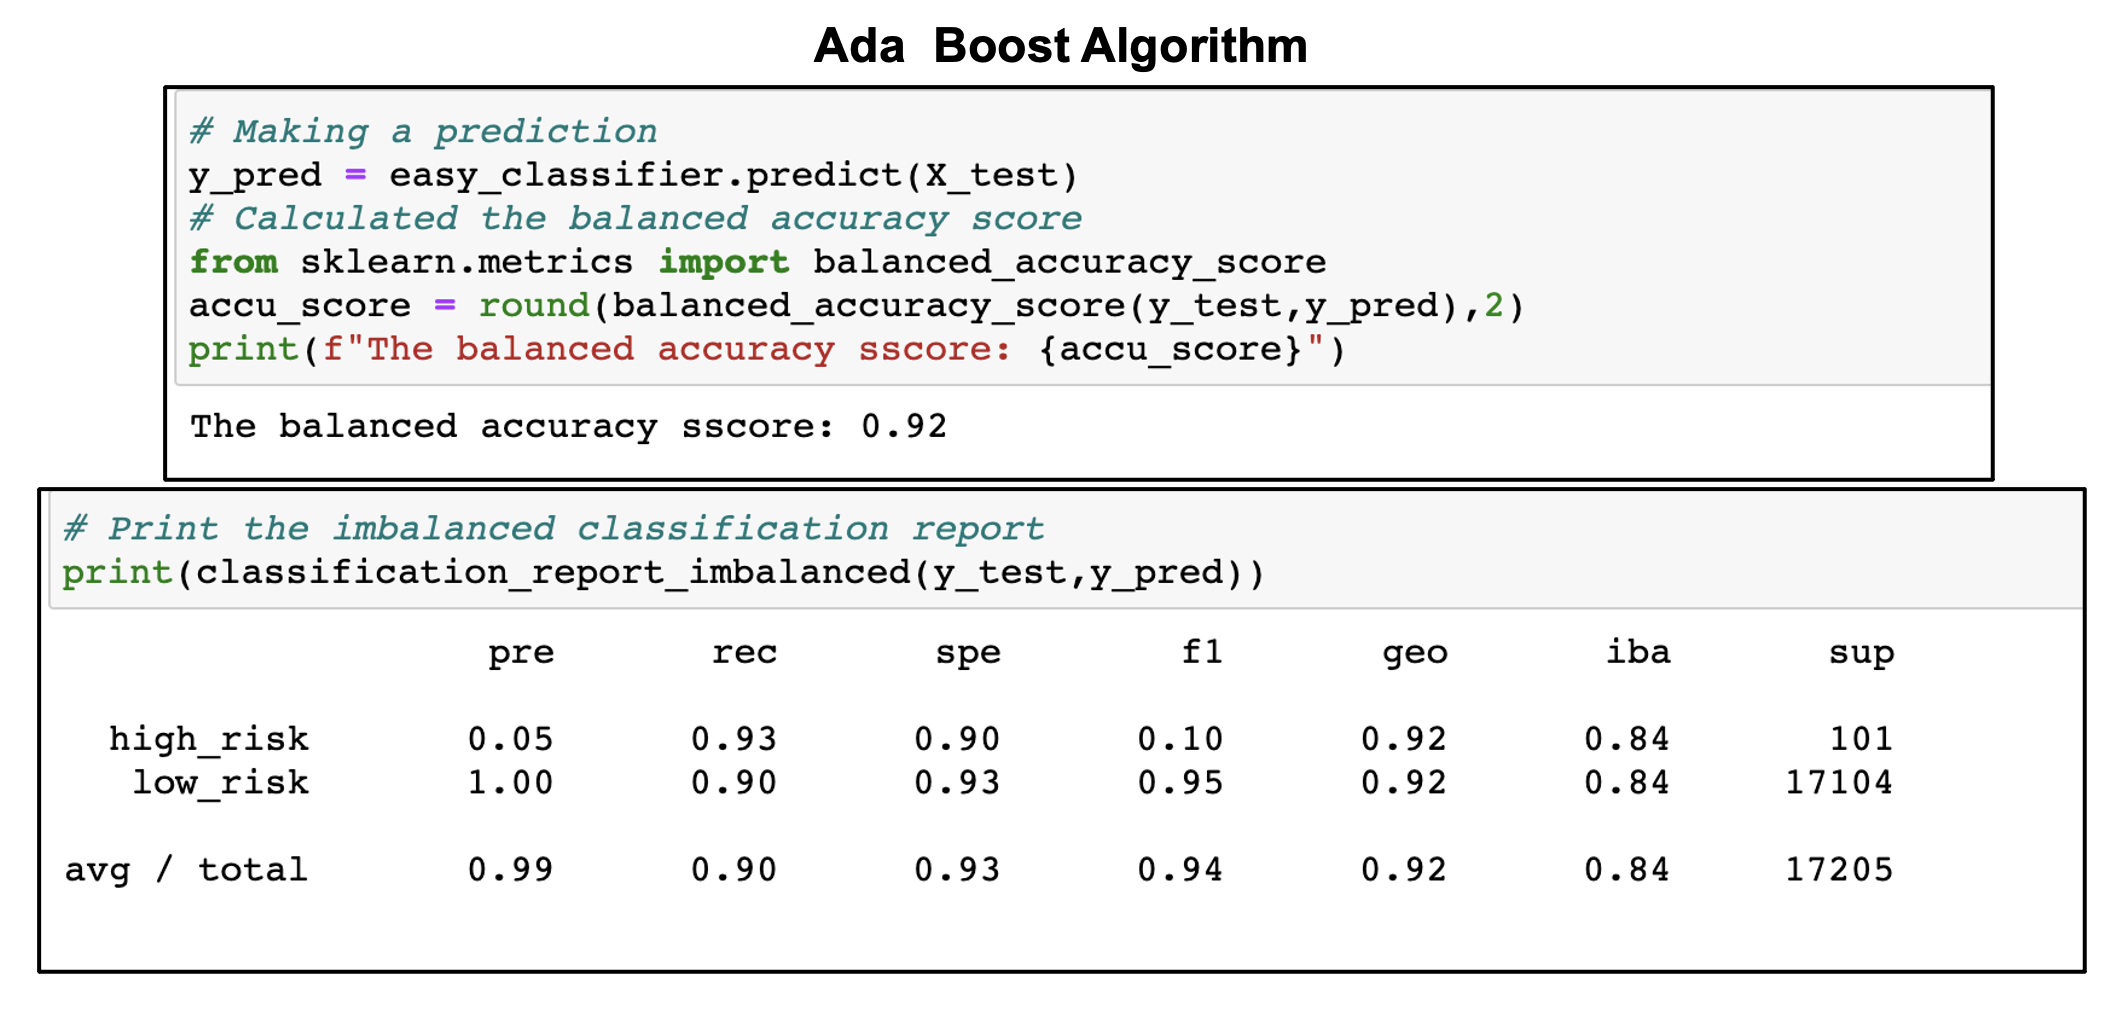 Ada  Boost Algorithm
# Making a prediction
y_pred = easy_classifier.predict(X_test)
# Calculated the balanced accuracy score
from sklearn.metrics import balanced_accuracy_score
accu_score = round(balanced_accuracy_score(y_test,y_pred),2)
print(f"The balanced accuracy sscore: {accu_score}")
The balanced accuracy sscore: 0.92
# Print the imbalanced classification report
print(classification_report_imbalanced(y_test,y_pred))
pre rec spe f1 geo iba sup
high_risk 0.05 0.93 0.90 0.10 0.92 0.84 101
low_risk 1.00 0.90 0.93 0.95 0.92 0.84 17104
avg / total 0.99 0.90 0.93 0.94 0.92 0.84 17205